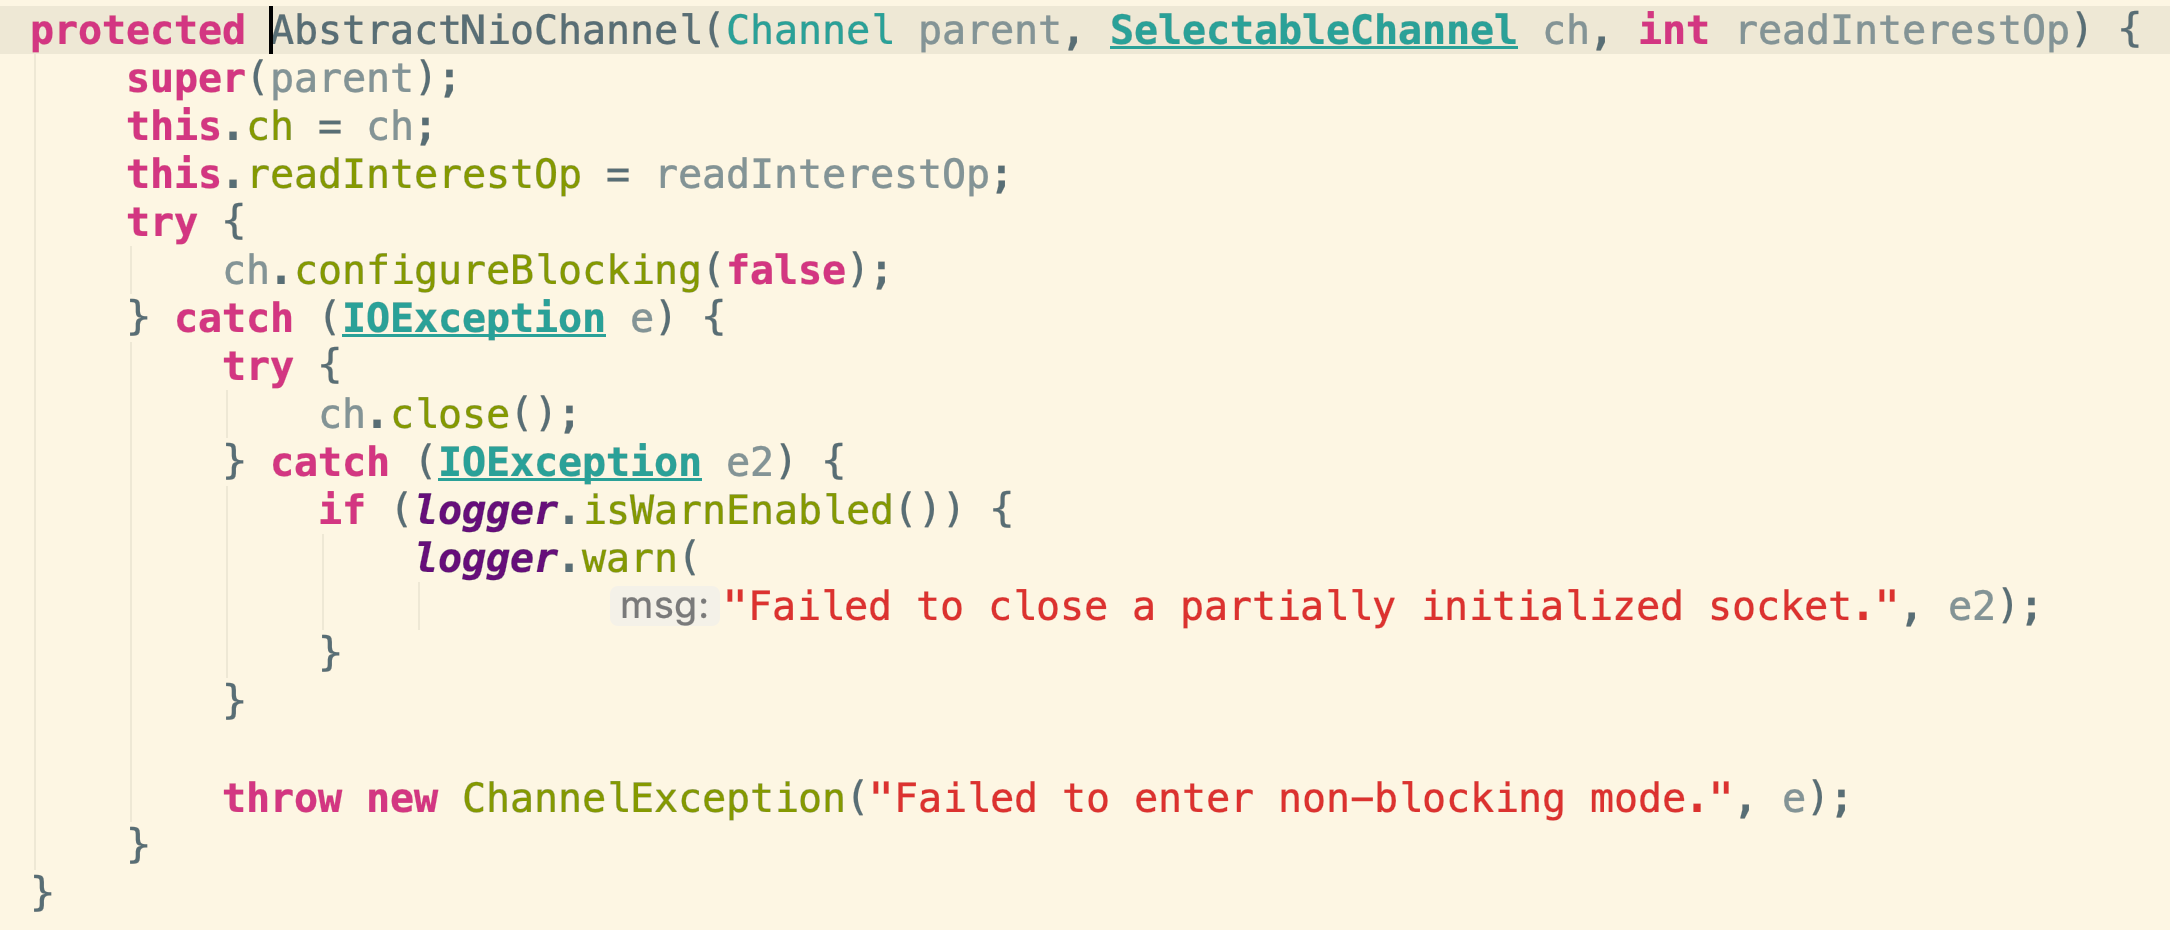 protected AbstractNioChannel(Channel parent, SelectableChannel ch, int readInterestOp) {
    super(parent);
    this.ch = ch;
    this.readInterestOp = readInterestOp;
    try {
        ch.configureBlocking(false);
    } catch (IOException e) {
        try {
            ch.close();
        } catch (IOException e2) {
            if (logger.isWarnEnabled()) {
                logger.warn(
                        msg: "Failed to close a partially initialized socket.", e2);
            }
        }

        throw new ChannelException("Failed to enter non-blocking mode.", e);
    }
}